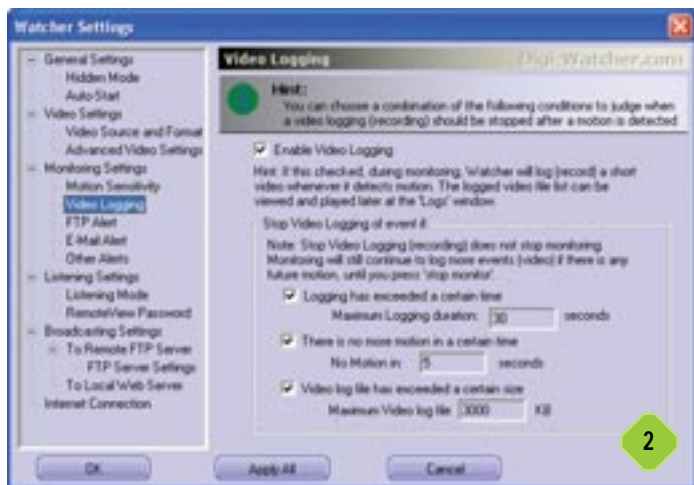 Watcher Settings
General Settings
Hidden Mode
Auto-Start
Video Settings
Video Source and Format
Advanced Video Settings
Monitoring Settings
Motion Sensitivity
Video Logging
FTP Alert
E-Mail Alert
Other Alerts
Listening Settings
Listening Mode
RemoteView Password
Broadcasting Settings
To Remote FTP Server
FTP Server Settings
To Local Web Server
Internet Connection
Video Logging
Digi-Watcher.com
Hint:
You can choose a combination of the following conditions to judge when
a video logging (recording) should be stopped after a motion is detected
Enable Video Logging
Hint: If this checked, during monitoring, Watcher will log (record) a short
video whenever it detects motion. The logged video file list can be
viewed and played later at the 'Logs' window.
Stop Video Logging of event if:
Note: Stop Video Logging (recording) does not stop monitoring.
Monitoring will still continue to log more events (video) if there is any
future motion, until you press 'stop monitor'.
Logging has exceeded a certain time
Maximum Logging duration: 30 seconds
There is no more motion in a certain time
No Motion in: 5 seconds
Video log file has exceeded a certain size
Maximum Video log file: 3000 KB
OK
Apply All
Cancel
2